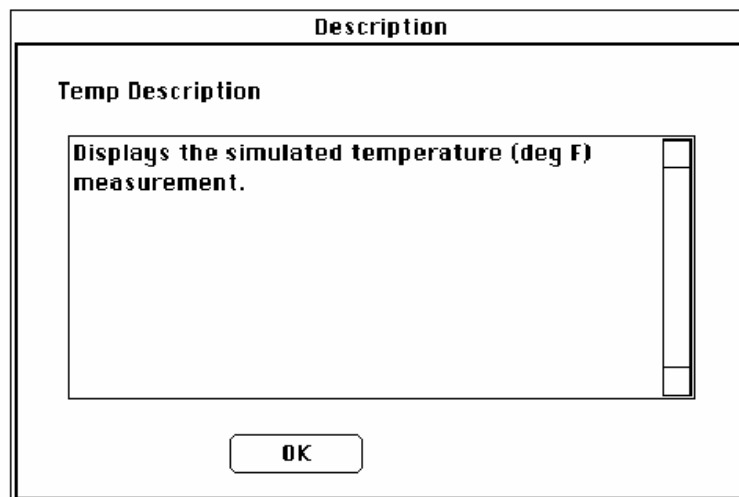 Description
Temp Description
Displays the simulated temperature (deg F)
measurement.
OK